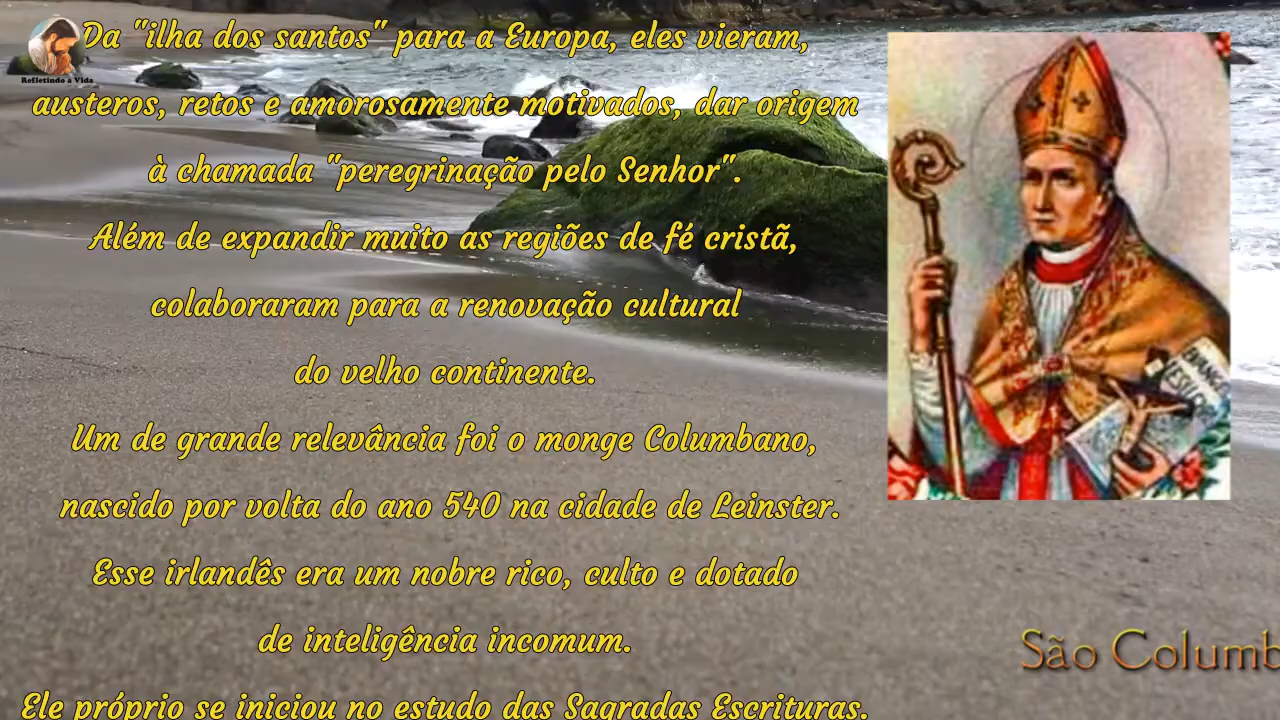 Da "ilha dos santos" para a Europa, eles vieram,
austeros, retos e amorosamente motivados, dar origem
à chamada "peregrinação pelo Senhor".
Além de expandir muito as regiões de fé cristã,
colaboraram para a renovação cultural
do velho continente.
Um de grande relevância foi o monge Columbano,
nascido por volta do ano 540 na cidade de Leinster.
Esse irlandês era um nobre rico, culto e dotado
de inteligência incomum.
Ele próprio se iniciou no estudo das Sagradas Escrituras.
Refletindo a Vida
São Columb